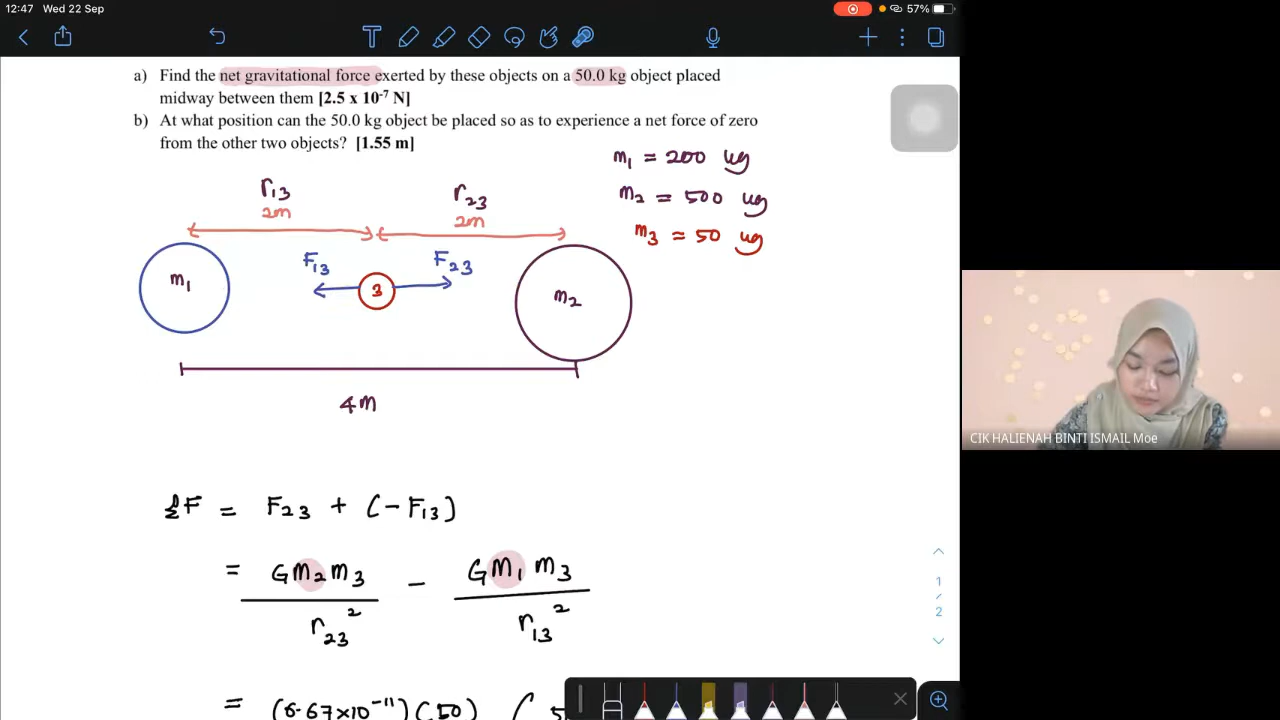 12:47 Wed 22 Sep
57%
a) Find the net gravitational force exerted by these objects on a 50.0 kg object placed
midway between them [2.5 x 10⁻⁷ N]
b) At what position can the 50.0 kg object be placed so as to experience a net force of zero
from the other two objects? [1.55 m]
m₁ = 200 kg
m₂ = 500 kg
m₃ = 50 kg
r₁₃
2m
r₂₃
2m
F₁₃
F₂₃
m₁
3
m₂
4m
ΣF = F₂₃ + (-F₁₃)
= Gm₂m₃ / r₂₃² - Gm₁m₃ / r₁₃²
= (6.67x10⁻¹¹)(50) (5
CIK HALIENAH BINTI ISMAIL Moe
1
/
2